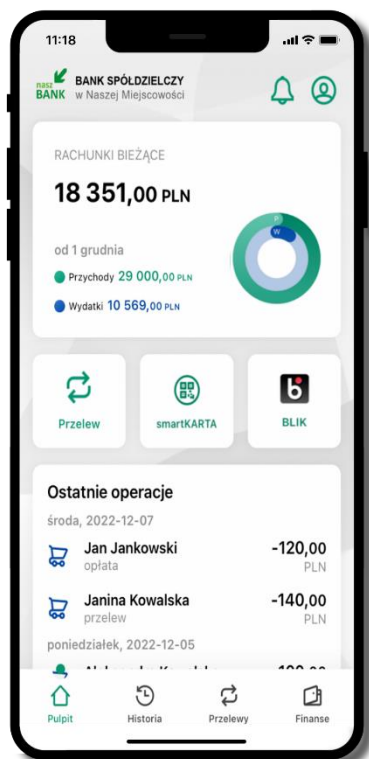 11:18
nasz BANK
BANK SPÓŁDZIELCZY
w Naszej Miejscowości
RACHUNKI BIEŻĄCE
18 351,00 PLN
od 1 grudnia
Przychody 29 000,00 PLN
Wydatki 10 569,00 PLN
P
W
Przelew
smartKARTA
BLIK
Ostatnie operacje
środa, 2022-12-07
Jan Jankowski -120,00
opłata PLN
Janina Kowalska -140,00
przelew PLN
poniedziałek, 2022-12-05
Pulpit
Historia
Przelewy
Finanse